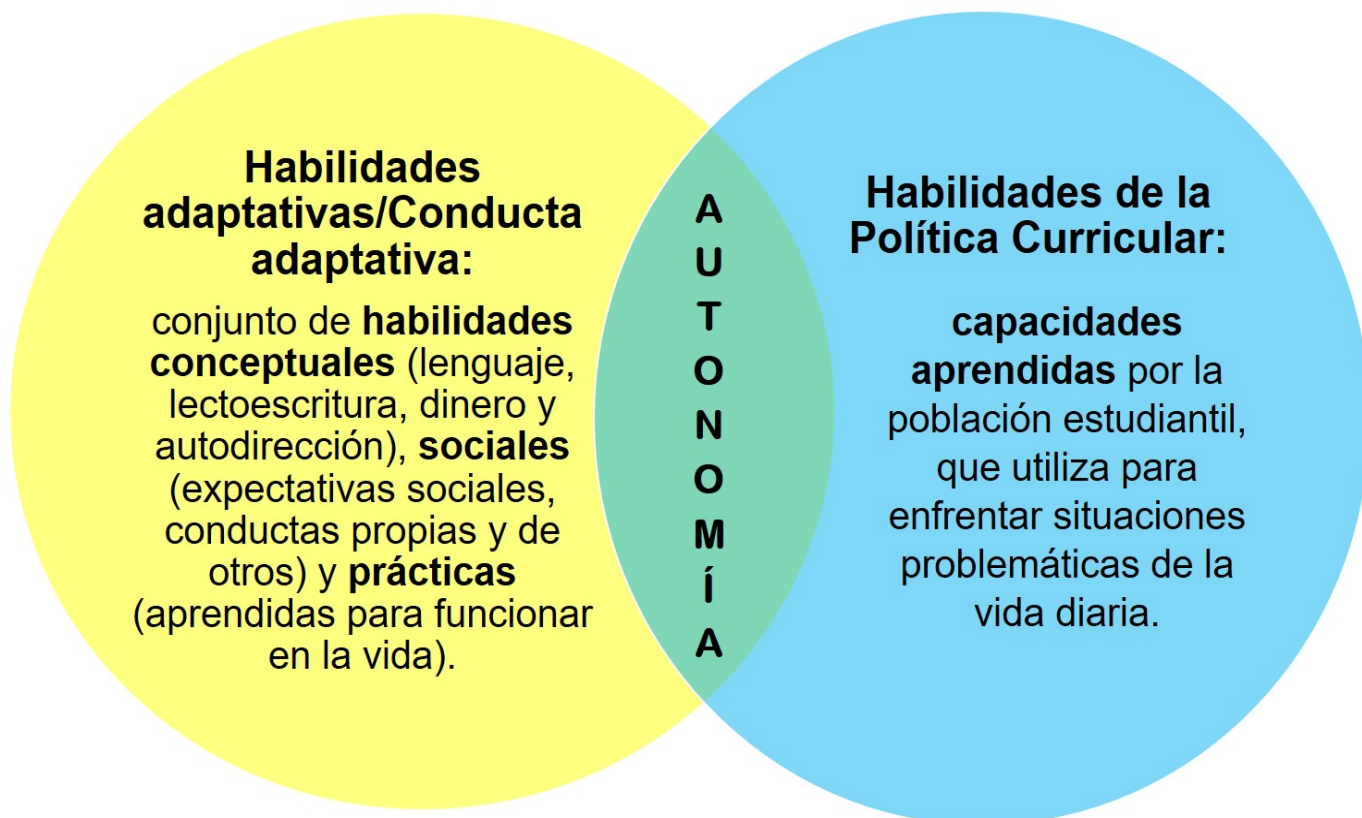 Habilidades
adaptativas/Conducta
adaptativa:
conjunto de habilidades
conceptuales (lenguaje,
lectoescritura, dinero y
autodirección), sociales
(expectativas sociales,
conductas propias y de
otros) y prácticas
(aprendidas para funcionar
en la vida).
A
U
T
O
N
O
M
Í
A
Habilidades de la
Política Curricular:
capacidades
aprendidas por la
población estudiantil,
que utiliza para
enfrentar situaciones
problemáticas de la
vida diaria.